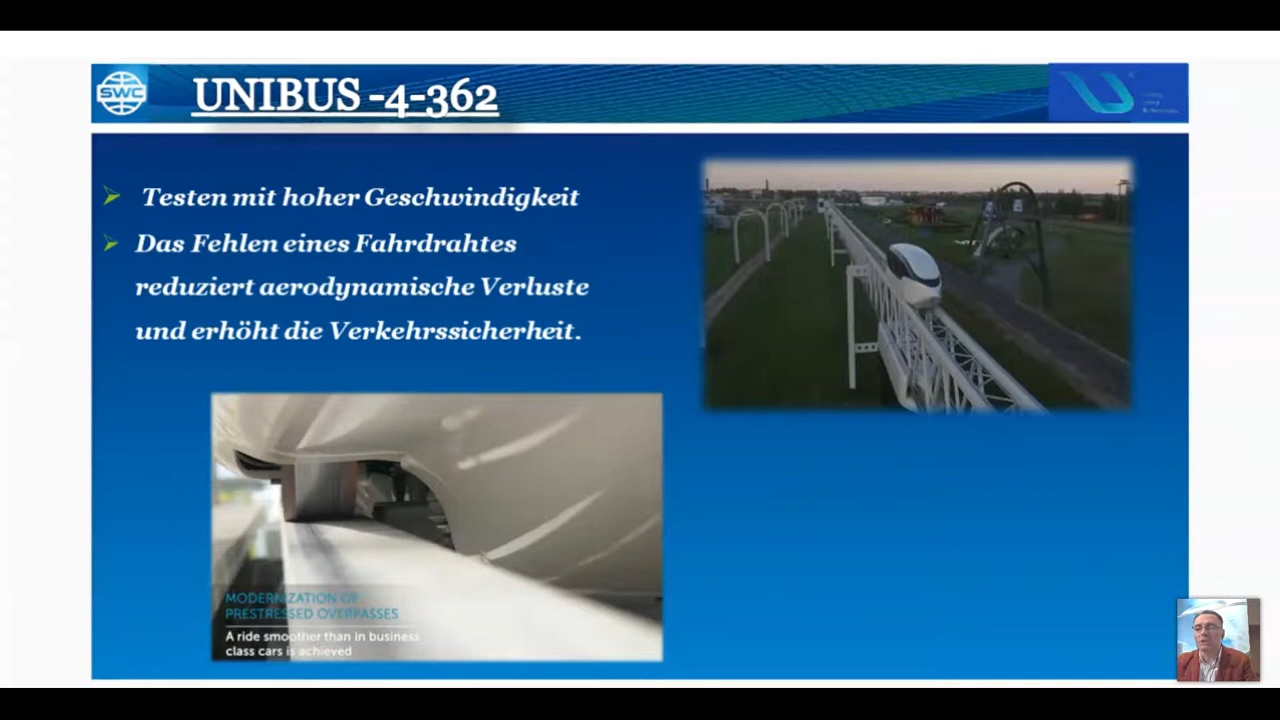 SWC
UNIBUS -4-362
Testen mit hoher Geschwindigkeit
Das Fehlen eines Fahrdrahtes
reduziert aerodynamische Verluste
und erhöht die Verkehrssicherheit.
MODERNIZATION OF
PRESTRESSED OVERPASSES
A ride smoother than in business
class cars is achieved